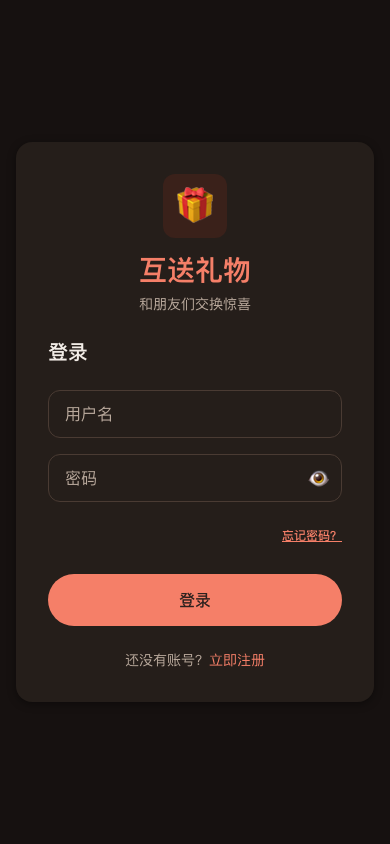 互送礼物
和朋友们交换惊喜
登录
用户名
密码
忘记密码？
登录
还没有账号？ 立即注册